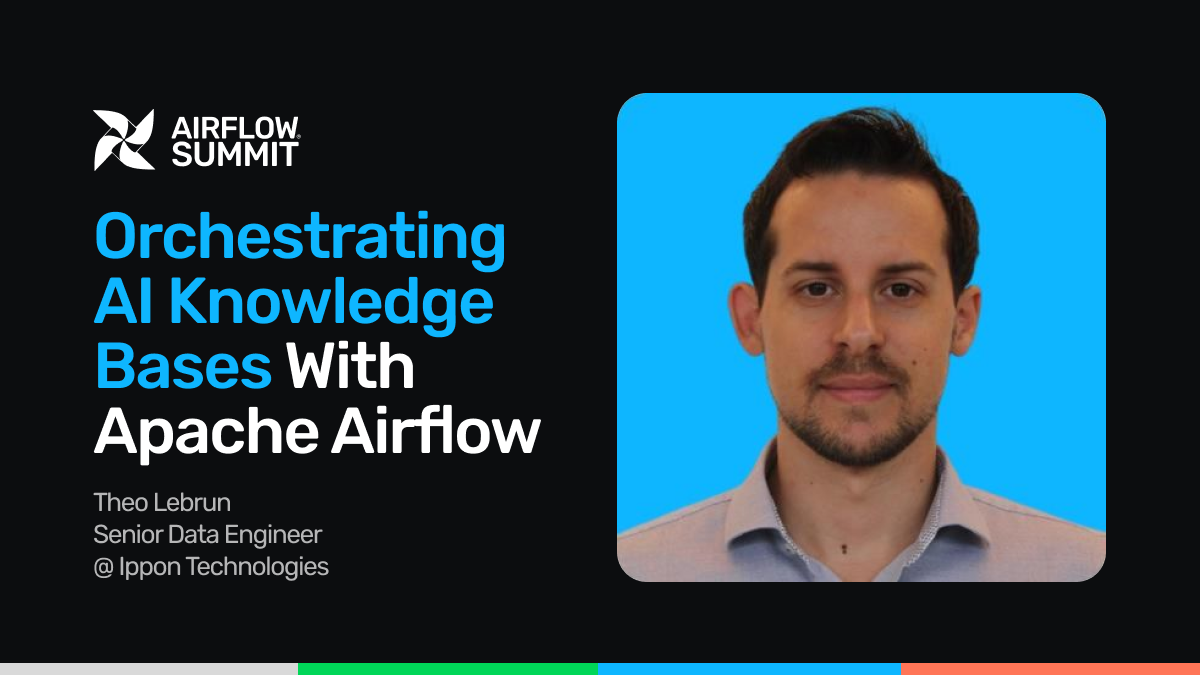 AIRFLOW
SUMMIT
Orchestrating
AI Knowledge
Bases With
Apache Airflow
Theo Lebrun
Senior Data Engineer
@ Ippon Technologies